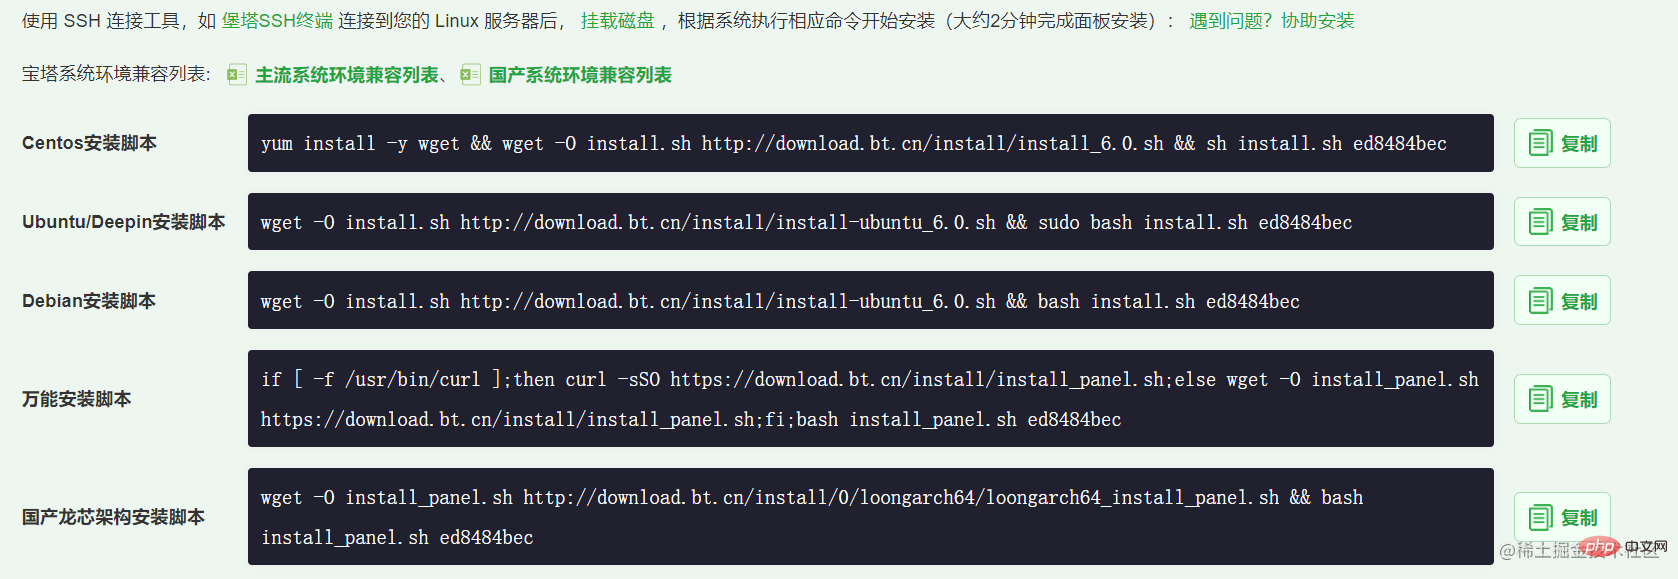 使用 SSH 连接工具，如 堡塔SSH终端 连接到您的 Linux 服务器后， 挂载磁盘 ，根据系统执行相应命令开始安装（大约2分钟完成面板安装）： 遇到问题？协助安装
宝塔系统环境兼容列表: 主流系统环境兼容列表、 国产系统环境兼容列表
Centos安装脚本 yum install -y wget && wget -O install.sh http://download.bt.cn/install/install_6.0.sh && sh install.sh ed8484bec 复制
Ubuntu/Deepin安装脚本 wget -O install.sh http://download.bt.cn/install/install-ubuntu_6.0.sh && sudo bash install.sh ed8484bec 复制
Debian安装脚本 wget -O install.sh http://download.bt.cn/install/install-ubuntu_6.0.sh && bash install.sh ed8484bec 复制
万能安装脚本 if [ -f /usr/bin/curl ];then curl -sSO https://download.bt.cn/install/install_panel.sh;else wget -O install_panel.sh 复制
https://download.bt.cn/install/install_panel.sh;fi;bash install_panel.sh ed8484bec
国产龙芯架构安装脚本 wget -O install_panel.sh http://download.bt.cn/install/0/loongarch64/loongarch64_install_panel.sh && bash 复制
install_panel.sh ed8484bec
@稀土掘金技术社区
php 中文网